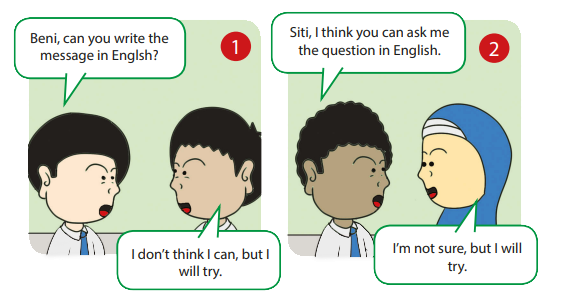 Beni, can you write the
message in Englsh?
1
I don't think I can, but I
will try.
Siti, I think you can ask me
the question in English.
2
I'm not sure, but I will
try.